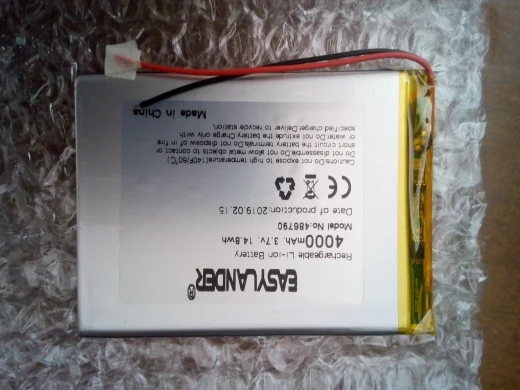 EASYLANDER®
Rechargeable Li-ion Battery
4000mAh. 3.7v. 14.8wh
Model No:486790
Date of production:2019.02.15
Cautions:Do not expose to high temperature(140F/60℃)
Do not disassemble.Do not allow metal objects to contact or
short circuit the battery terminals.Do not disposw of in fire
or water.Do not extrude the battery.Charge only with
specified charger.Deliver to recycle station.
Made in China